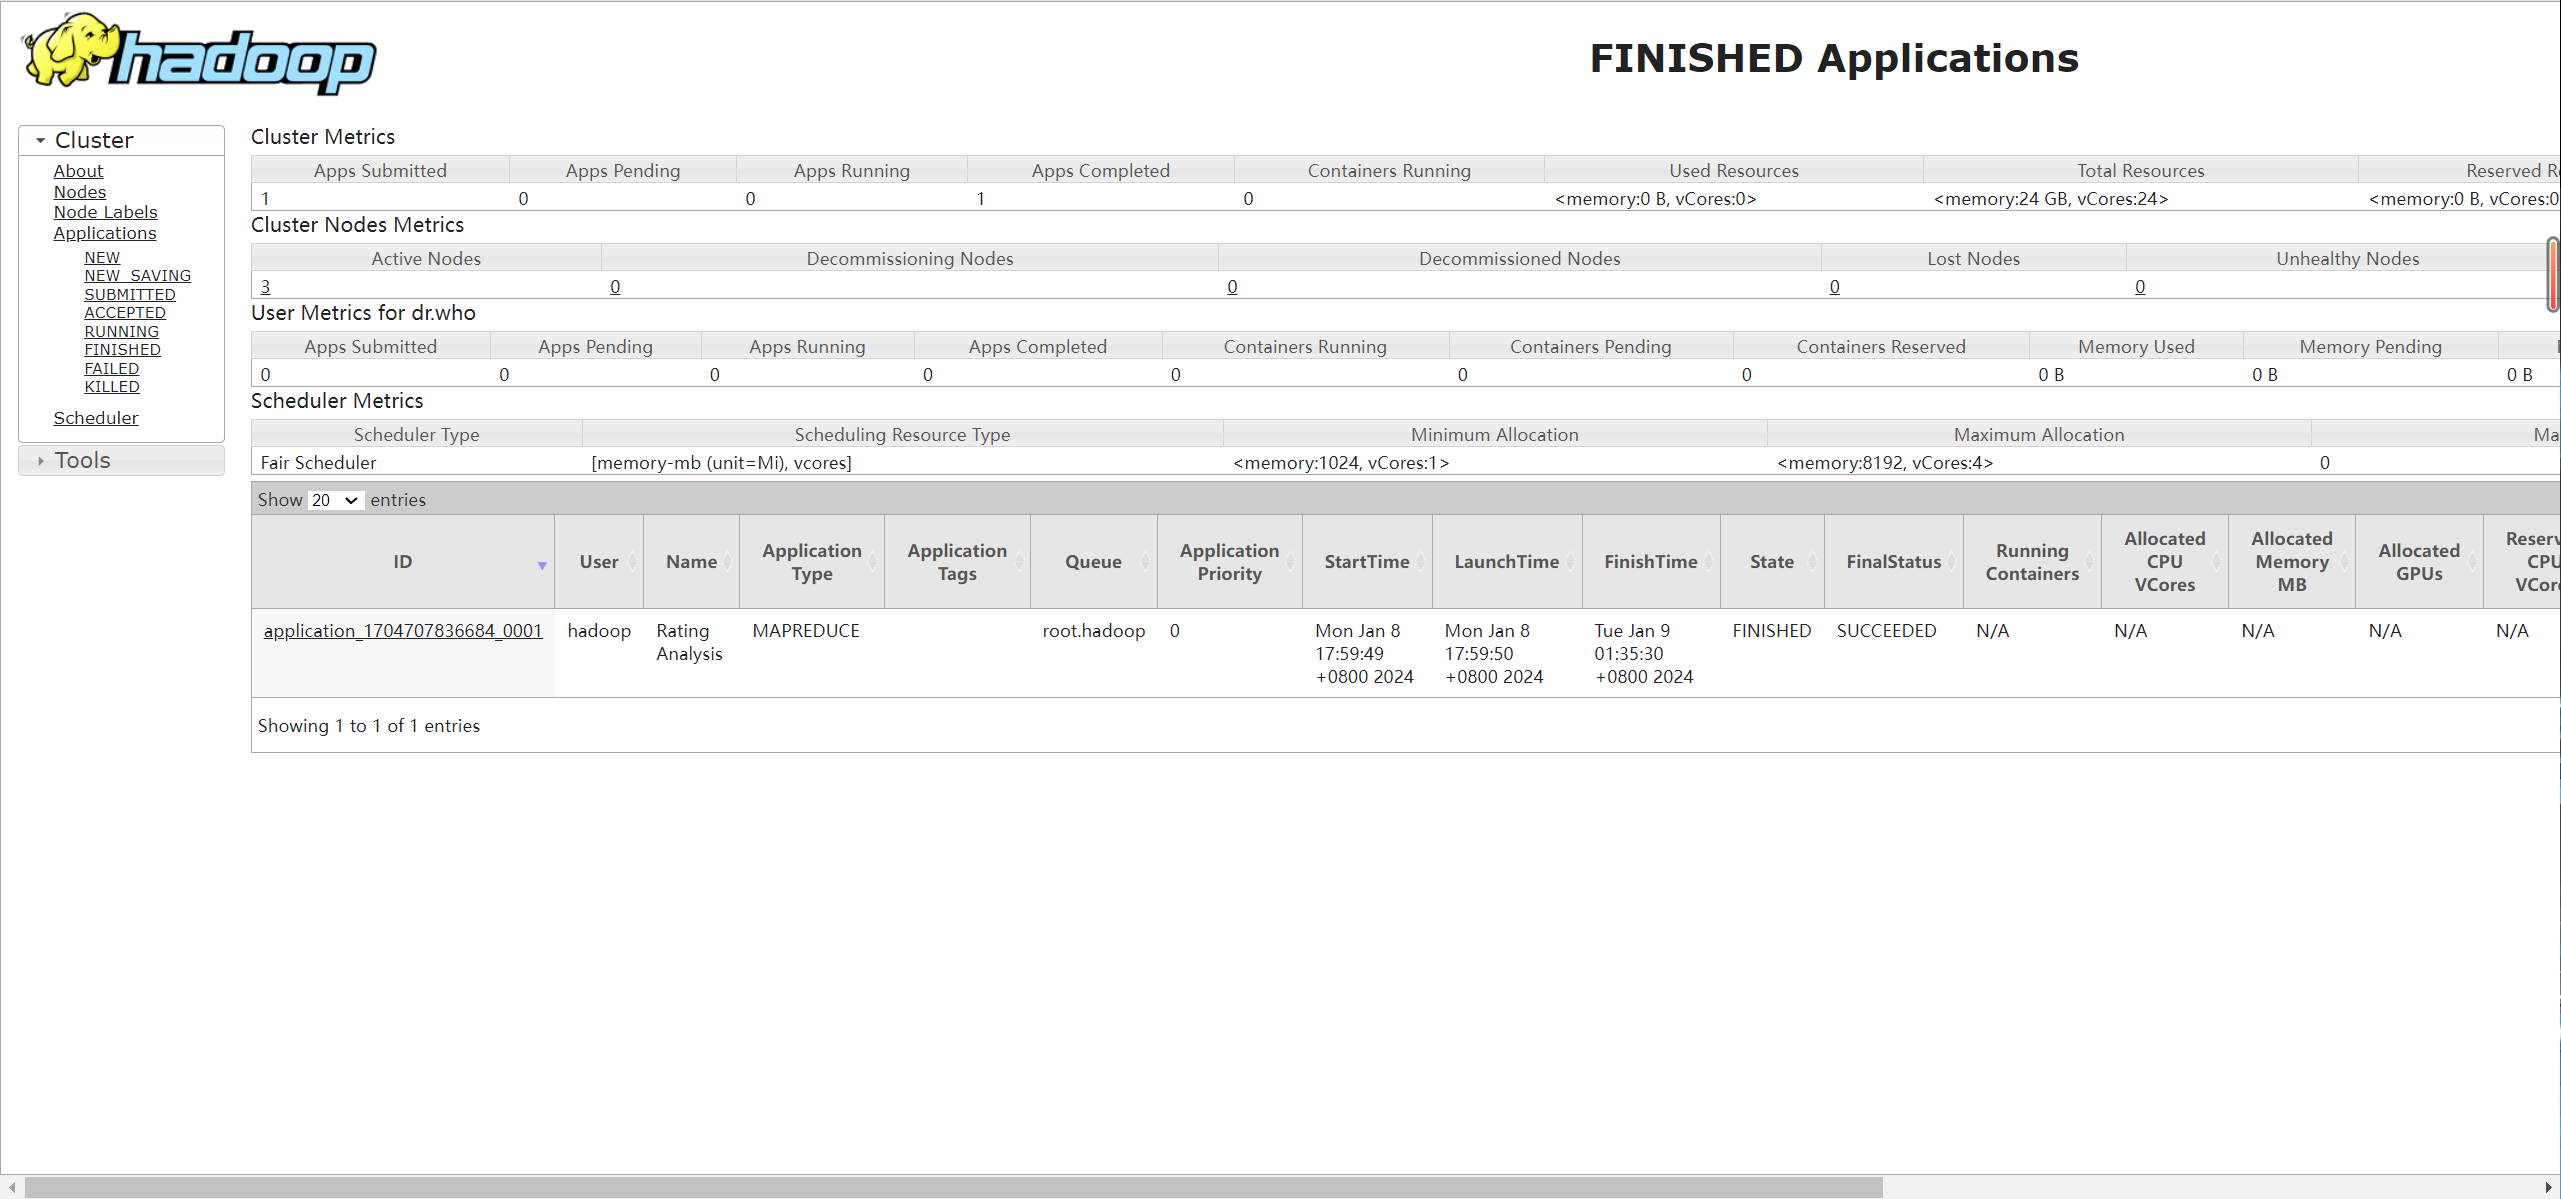 hadoop
FINISHED Applications
Cluster
About
Nodes
Node Labels
Applications
NEW
NEW_SAVING
SUBMITTED
ACCEPTED
RUNNING
FINISHED
FAILED
KILLED
Scheduler
Tools
Cluster Metrics
Apps Submitted Apps Pending Apps Running Apps Completed Containers Running Used Resources Total Resources Reserved Re
1 0 0 1 0 <memory:0 B, vCores:0> <memory:24 GB, vCores:24> <memory:0 B, vCores:0
Cluster Nodes Metrics
Active Nodes Decommissioning Nodes Decommissioned Nodes Lost Nodes Unhealthy Nodes
3 0 0 0 0
User Metrics for dr.who
Apps Submitted Apps Pending Apps Running Apps Completed Containers Running Containers Pending Containers Reserved Memory Used Memory Pending
0 0 0 0 0 0 0 0 B 0 B 0 B
Scheduler Metrics
Scheduler Type Scheduling Resource Type Minimum Allocation Maximum Allocation Ma
Fair Scheduler [memory-mb (unit=Mi), vcores] <memory:1024, vCores:1> <memory:8192, vCores:4> 0
Show 20 entries
ID User Name Application Type Application Tags Queue Application Priority StartTime LaunchTime FinishTime State FinalStatus Running Containers Allocated CPU VCores Allocated Memory MB Allocated GPUs Reserv CPU VCor
application_1704707836684_0001 hadoop Rating MAPREDUCE root.hadoop 0 Mon Jan 8 Mon Jan 8 Tue Jan 9 FINISHED SUCCEEDED N/A N/A N/A N/A N/A
Analysis 17:59:49 17:59:50 01:35:30
+0800 2024 +0800 2024 +0800 2024
Showing 1 to 1 of 1 entries